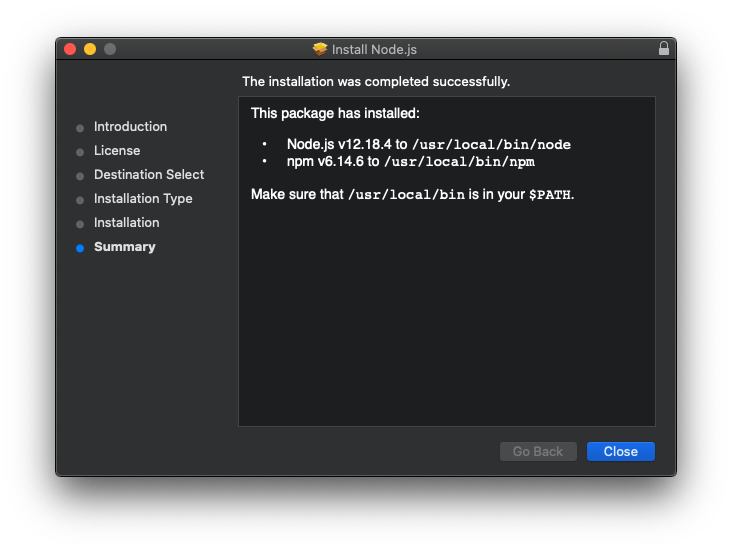 Install Node.js
The installation was completed successfully.
Introduction
License
Destination Select
Installation Type
Installation
Summary
This package has installed:
• Node.js v12.18.4 to /usr/local/bin/node
• npm v6.14.6 to /usr/local/bin/npm
Make sure that /usr/local/bin is in your $PATH.
Go Back
Close